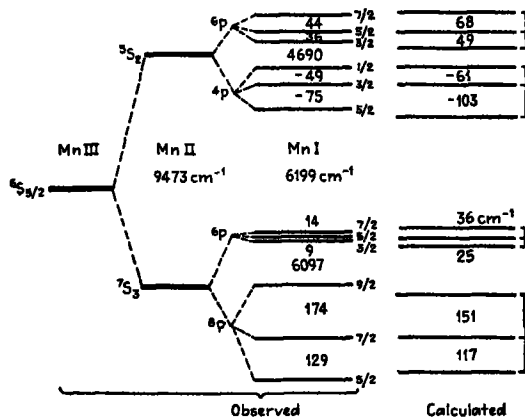 7/2
⁶P 44 5/2 68
36 3/2 49
⁵S₂ 4690
1/2
-49 3/2 -61
⁴P -75 -103
5/2
Mn III Mn II Mn I
9473 cm⁻¹ 6199 cm⁻¹
⁶S₅/₂
14 7/2 36 cm⁻¹
⁶P 5/2
9 3/2 25
6097
⁷S₃ 9/2
174 151
⁸P 7/2
129 117
5/2
Observed Calculated